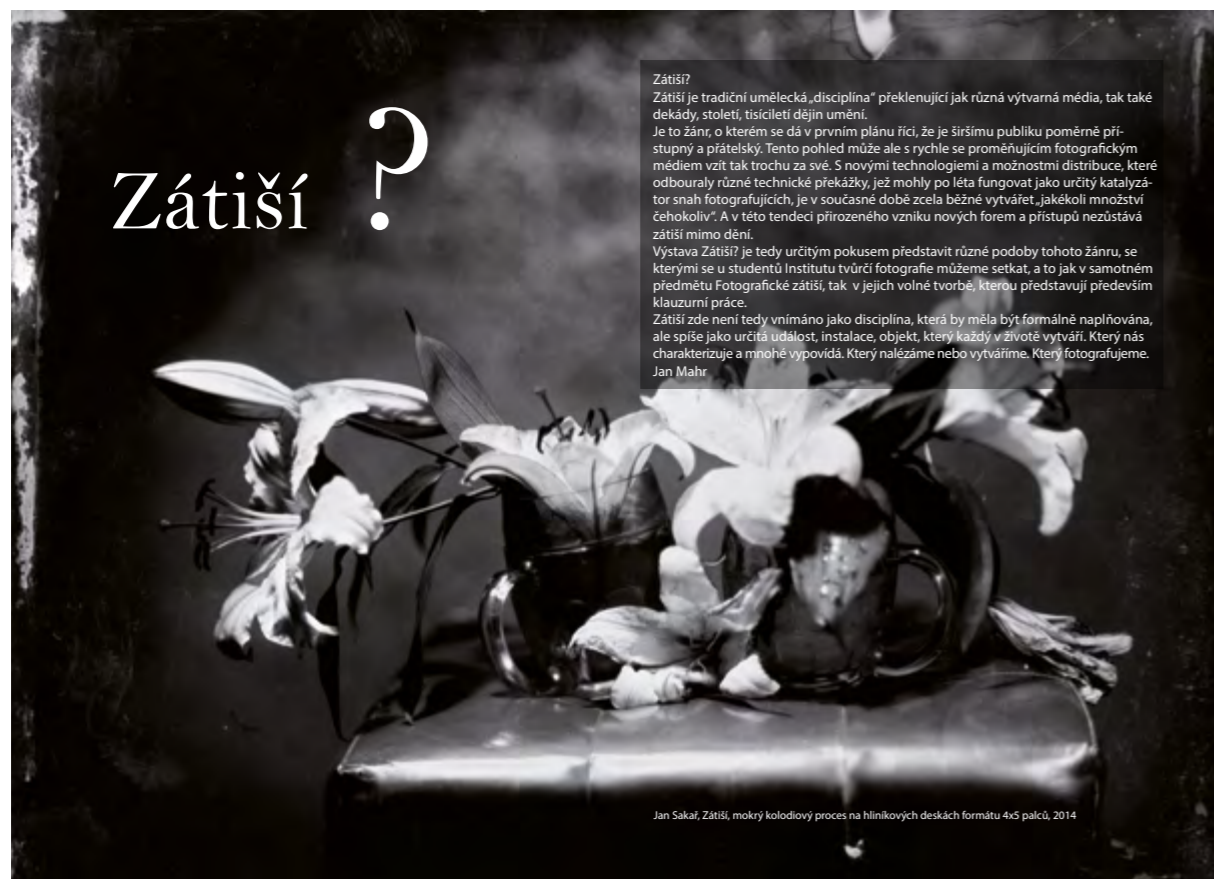 Zátiší ?
Zátiší?
Zátiší je tradiční umělecká „disciplína“ překlenující jak různá výtvarná média, tak také
dekády, století, tisíciletí dějin umění.
Je to žánr, o kterém se dá v prvním plánu říci, že je širšímu publiku poměrně pří-
stupný a přátelský. Tento pohled může ale s rychle se proměňujícím fotografickým
médiem vzít tak trochu za své. S novými technologiemi a možnostmi distribuce, které
odbouraly různé technické překážky, jež mohly po léta fungovat jako určitý katalyzá-
tor snah fotografujících, je v současné době zcela běžné vytvářet „jakékoli množství
čehokoliv“. A v této tendeci přirozeného vzniku nových forem a přístupů nezůstává
zátiší mimo dění.
Výstava Zátiší? je tedy určitým pokusem představit různé podoby tohoto žánru, se
kterými se u studentů Institutu tvůrčí fotografie můžeme setkat, a to jak v samotném
předmětu Fotografické zátiší, tak v jejich volné tvorbě, kterou představují především
klauzurní práce.
Zátiší zde není tedy vnímáno jako disciplína, která by měla být formálně naplňována,
ale spíše jako určitá událost, instalace, objekt, který každý v životě vytváří. Který nás
charakterizuje a mnohé vypovídá. Který nalézáme nebo vytváříme. Který fotografujeme.
Jan Mahr
Jan Sakař, Zátiší, mokrý kolodiový proces na hliníkových deskách formátu 4x5 palců, 2014